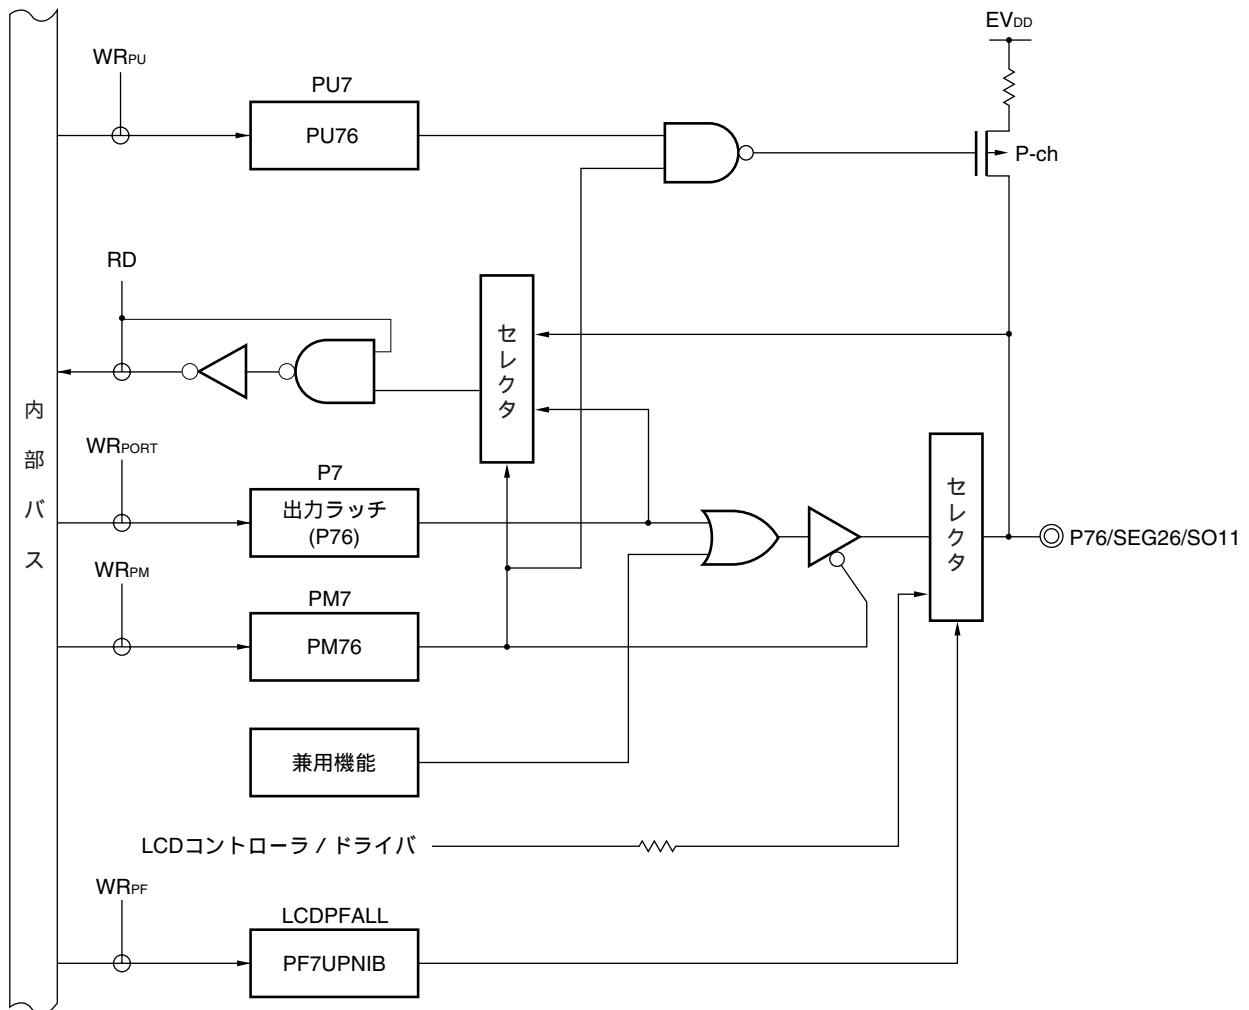 EVDD
WRPU
PU7
PU76
P-ch
RD
セレクタ
内部バス
WRPORT
P7
出力ラッチ
(P76)
セレクタ
P76/SEG26/SO11
WRPM
PM7
PM76
兼用機能
LCDコントローラ / ドライバ
WRPF
LCDPFALL
PF7UPNIB